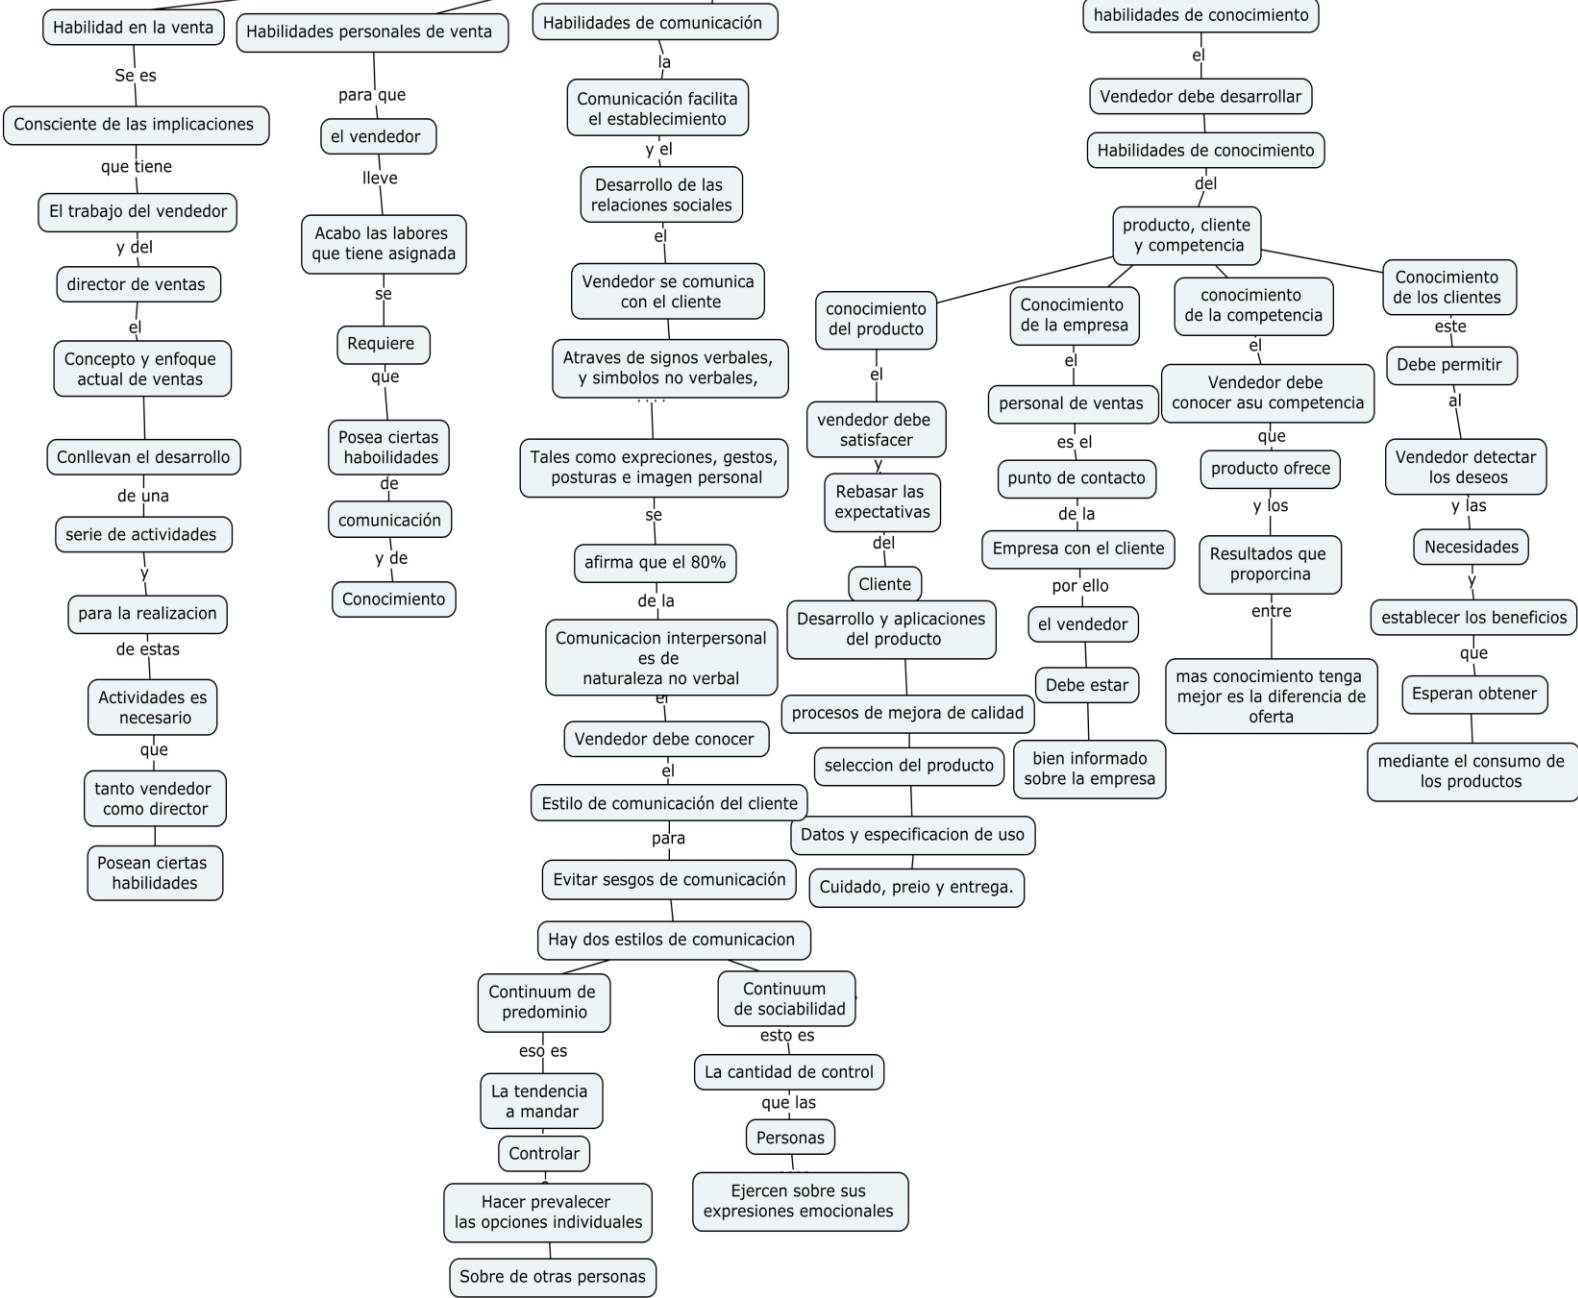 Habilidad en la venta
Se es
Consciente de las implicaciones
que tiene
El trabajo del vendedor
y del
director de ventas
el
Concepto y enfoque
actual de ventas
Conllevan el desarrollo
de una
serie de actividades
y
para la realizacion
de estas
Actividades es
necesario
que
tanto vendedor
como director
Posean ciertas
habilidades
Habilidades personales de venta
para que
el vendedor
lleve
Acabo las labores
que tiene asignada
se
Requiere
que
Posea ciertas
haboilidades
de
comunicación
y de
Conocimiento
Habilidades de comunicación
la
Comunicación facilita
el establecimiento
y el
Desarrollo de las
relaciones sociales
el
Vendedor se comunica
con el cliente
Atraves de signos verbales,
y simbolos no verbales,
....
Tales como expreciones, gestos,
posturas e imagen personal
se
afirma que el 80%
de la
Comunicacion interpersonal
es de
naturaleza no verbal
el
Vendedor debe conocer
el
Estilo de comunicación del cliente
para
Evitar sesgos de comunicación
Hay dos estilos de comunicacion
Continuum de
predominio
eso es
La tendencia
a mandar
Controlar
Hacer prevalecer
las opciones individuales
Sobre de otras personas
Continuum
de sociabilidad
esto es
La cantidad de control
que las
Personas
....
Ejercen sobre sus
expresiones emocionales
habilidades de conocimiento
el
Vendedor debe desarrollar
Habilidades de conocimiento
del
producto, cliente
y competencia
conocimiento
del producto
el
vendedor debe
satisfacer
y
Rebasar las
expectativas
del
Cliente
Desarrollo y aplicaciones
del producto
procesos de mejora de calidad
seleccion del producto
Datos y especificacion de uso
Cuidado, preio y entrega.
Conocimiento
de la empresa
el
personal de ventas
es el
punto de contacto
de la
Empresa con el cliente
por ello
el vendedor
Debe estar
bien informado
sobre la empresa
conocimiento
de la competencia
el
Vendedor debe
conocer asu competencia
que
producto ofrece
y los
Resultados que
proporcina
entre
mas conocimiento tenga
mejor es la diferencia de
oferta
Conocimiento
de los clientes
este
Debe permitir
al
Vendedor detectar
los deseos
y las
Necesidades
y
establecer los beneficios
que
Esperan obtener
mediante el consumo de
los productos